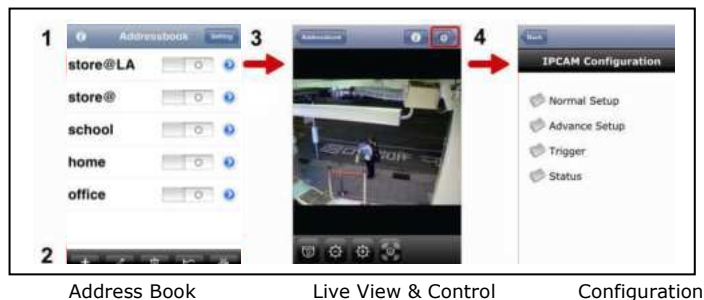 1
Addressbook
Setting
store@LA
store@
school
home
office
2
3
Addressbook
4
Back
IPCAM Configuration
Normal Setup
Advance Setup
Trigger
Status
Address Book
Live View & Control
Configuration